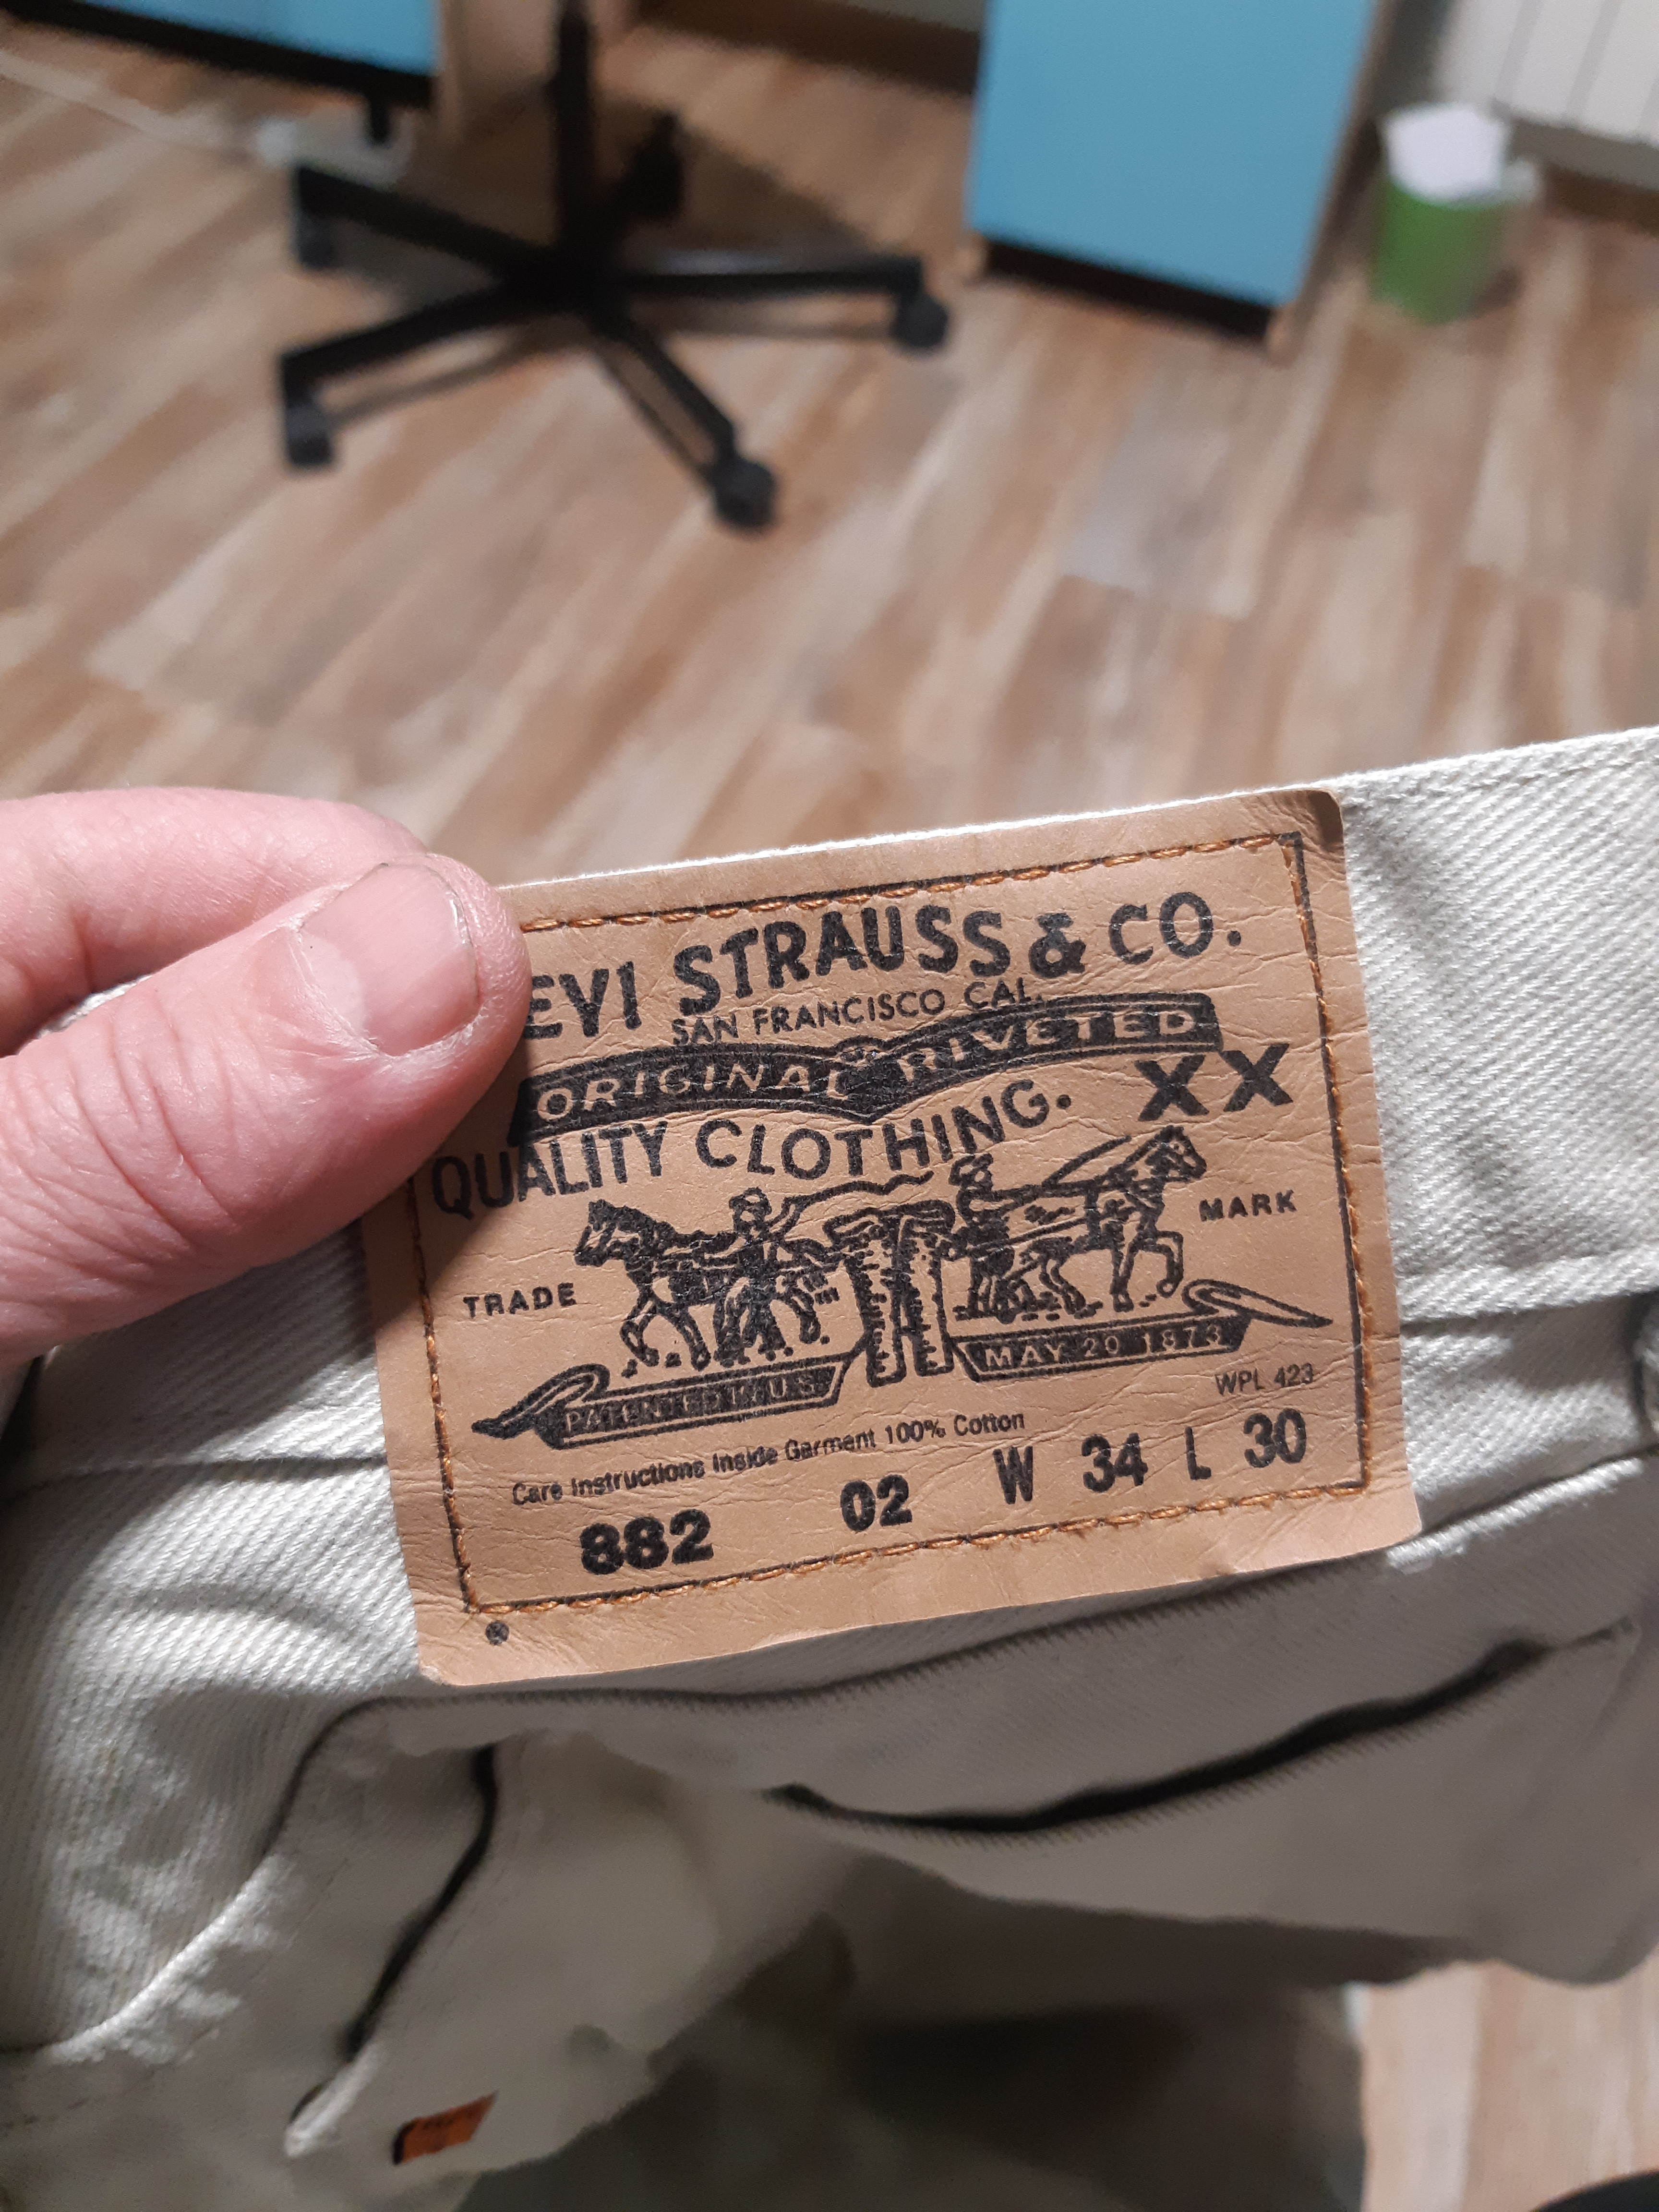 EVI STRAUSS & CO.
SAN FRANCISCO CAL.
ORIGINAL RIVETED
QUALITY CLOTHING. XX
TRADE MARK
PATENTED IN U.S. MAY 20 1873
WPL 423
Care Instructions Inside Garment 100% Cotton
882 02 W 34 L 30